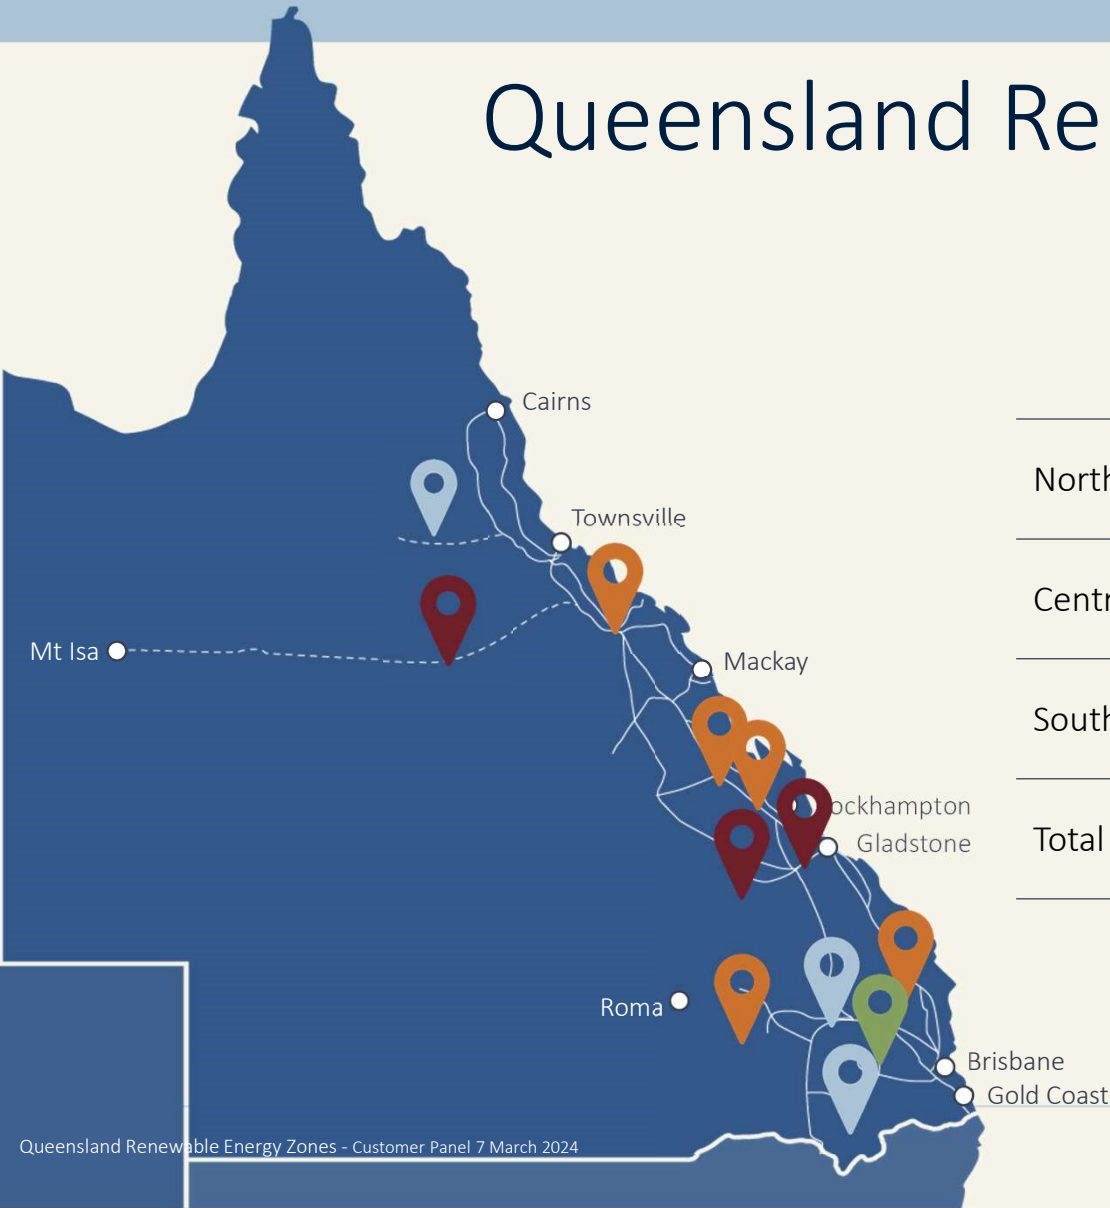 Queensland Re
Cairns
North
Townsville
Centr
Mt Isa
Mackay
South
ockhampton
Gladstone
Total
Roma
Brisbane
Gold Coast
Queensland Renewable Energy Zones - Customer Panel 7 March 2024